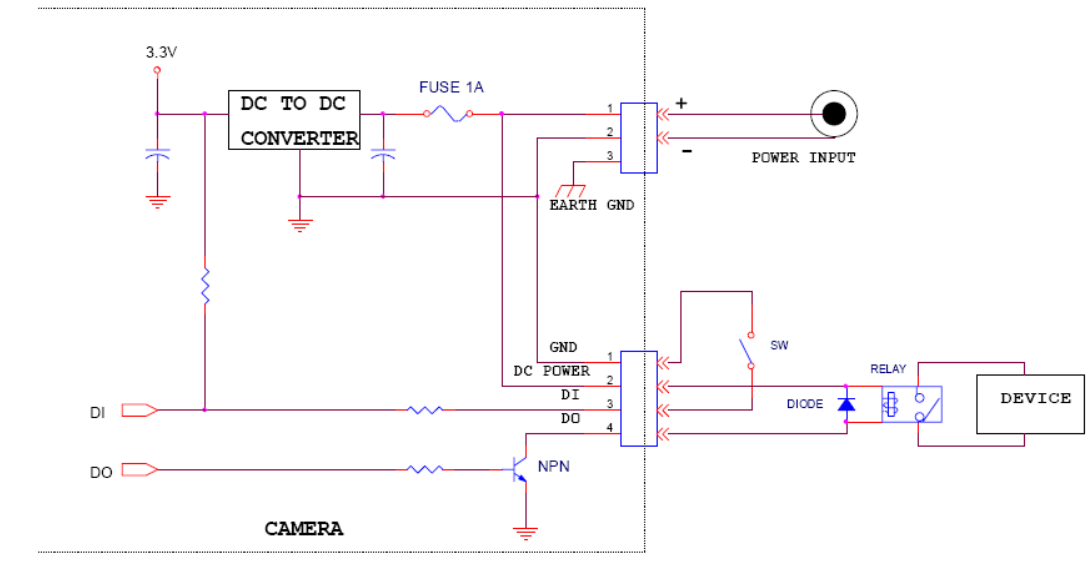 3.3V
FUSE 1A
DC TO DC
CONVERTER
1
2
3
+
-
POWER INPUT
EARTH GND
GND
DC POWER
DI
DO
1
2
3
4
SW
RELAY
DIODE
DEVICE
DI
DO
NPN
CAMERA